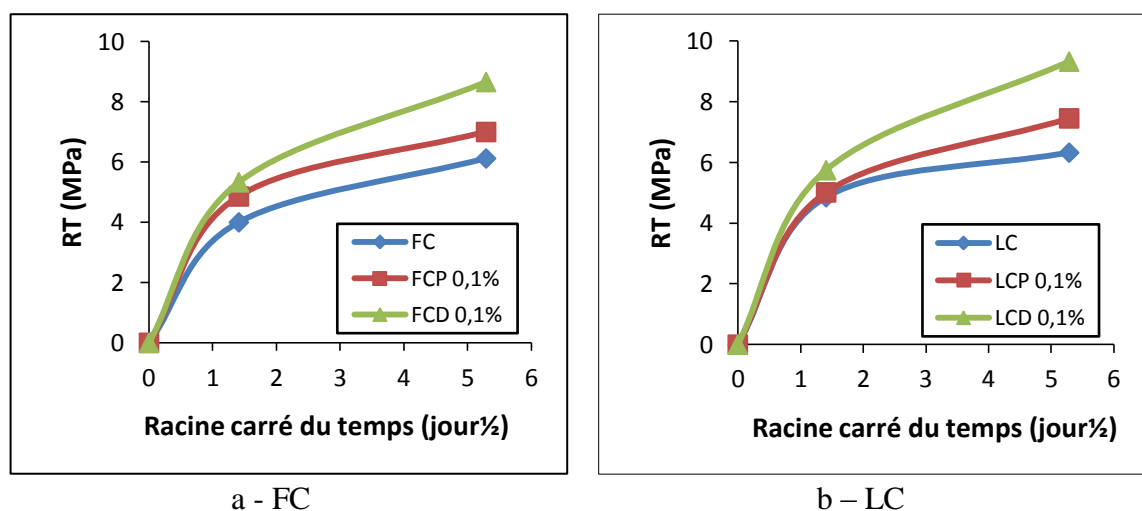 10
8
6
4
2
0
RT (MPa)
FC
FCP 0,1%
FCD 0,1%
0 1 2 3 4 5 6
Racine carré du temps (jour½)
a - FC
10
8
6
4
2
0
RT (MPa)
LC
LCP 0,1%
LCD 0,1%
0 1 2 3 4 5 6
Racine carré du temps (jour½)
b – LC